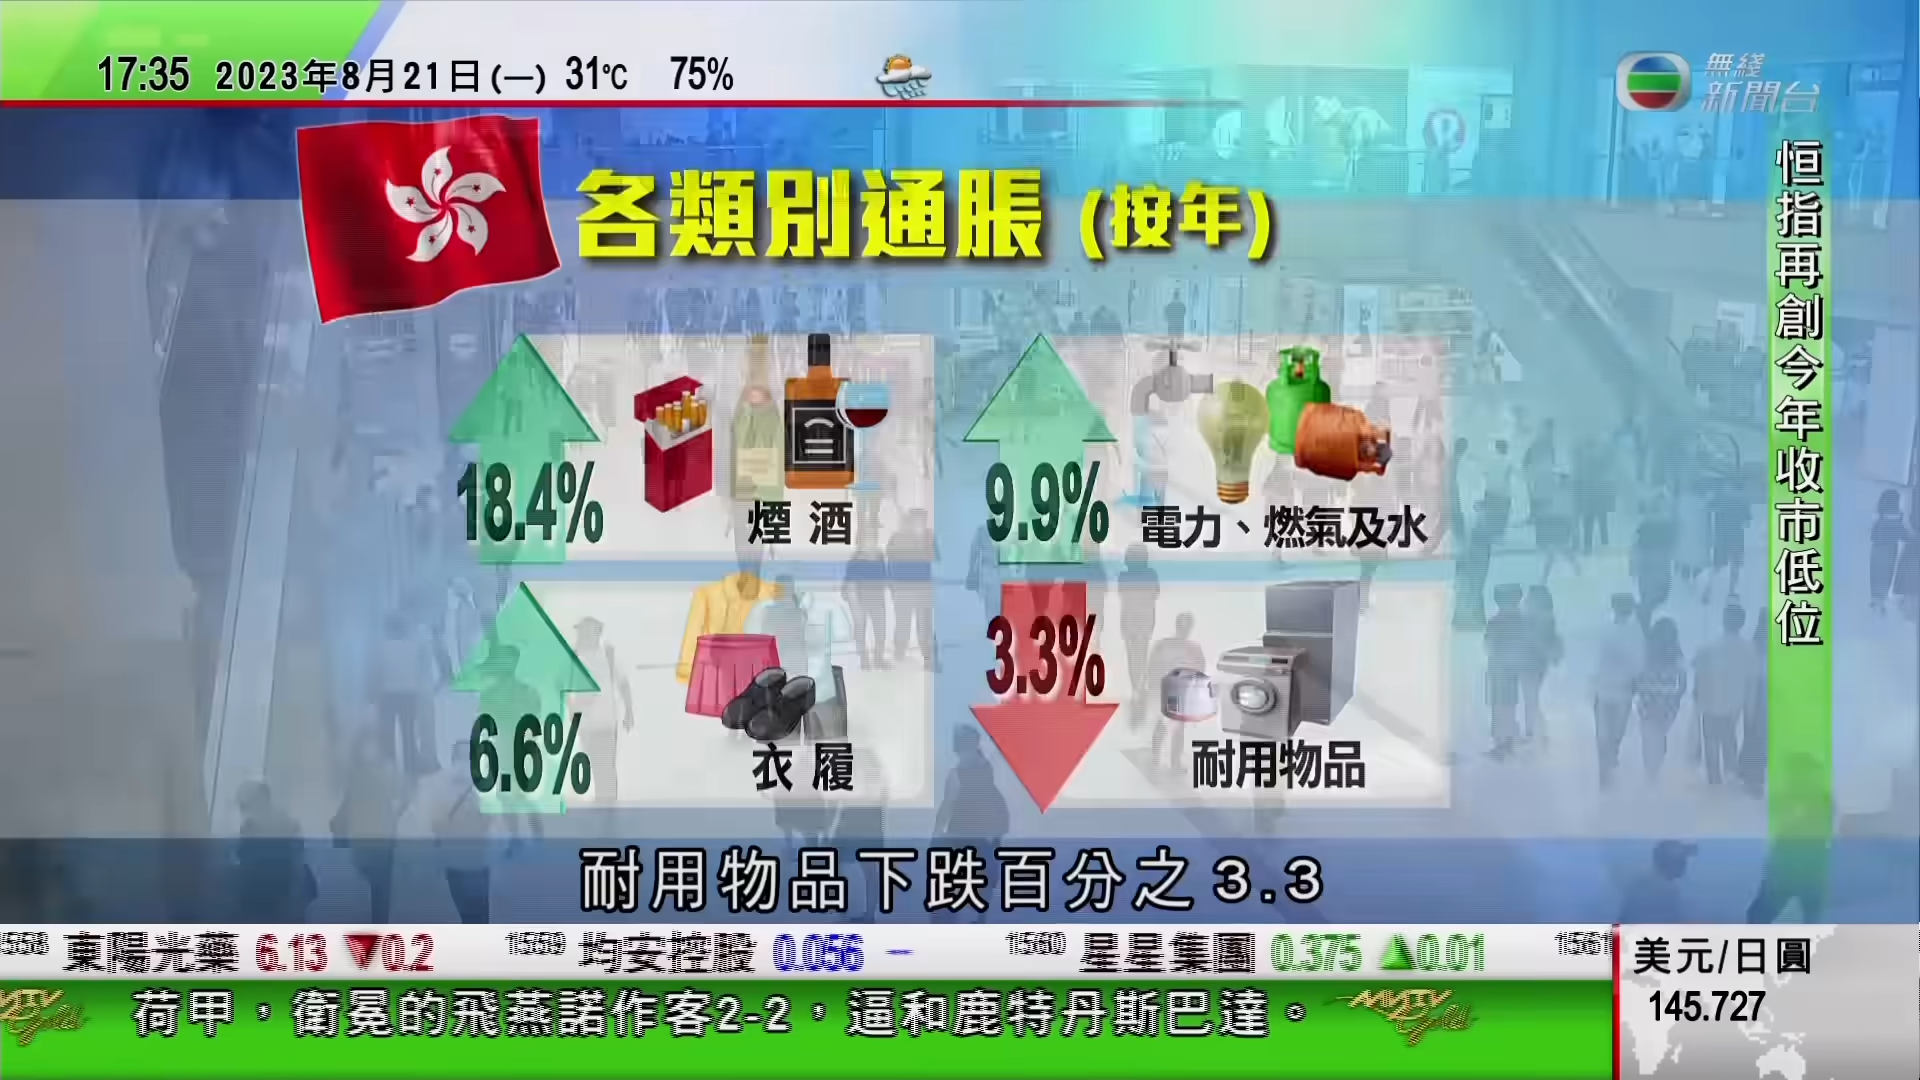 17:35 2023年8月21日(一) 31℃ 75%
無綫
新聞台
恒指再創今年收市低位
各類別通脹 (按年)
18.4%
煙酒
9.9%
電力、燃氣及水
6.6%
衣履
3.3%
耐用物品
耐用物品下跌百分之3.3
1558 東陽光藥 6.13 ▼0.2 1559 均安控股 0.056 － 1560 星星集團 0.375 ▲0.01 1561
荷甲，衛冕的飛燕諾作客2-2，逼和鹿特丹斯巴達。
美元/日圓
145.727